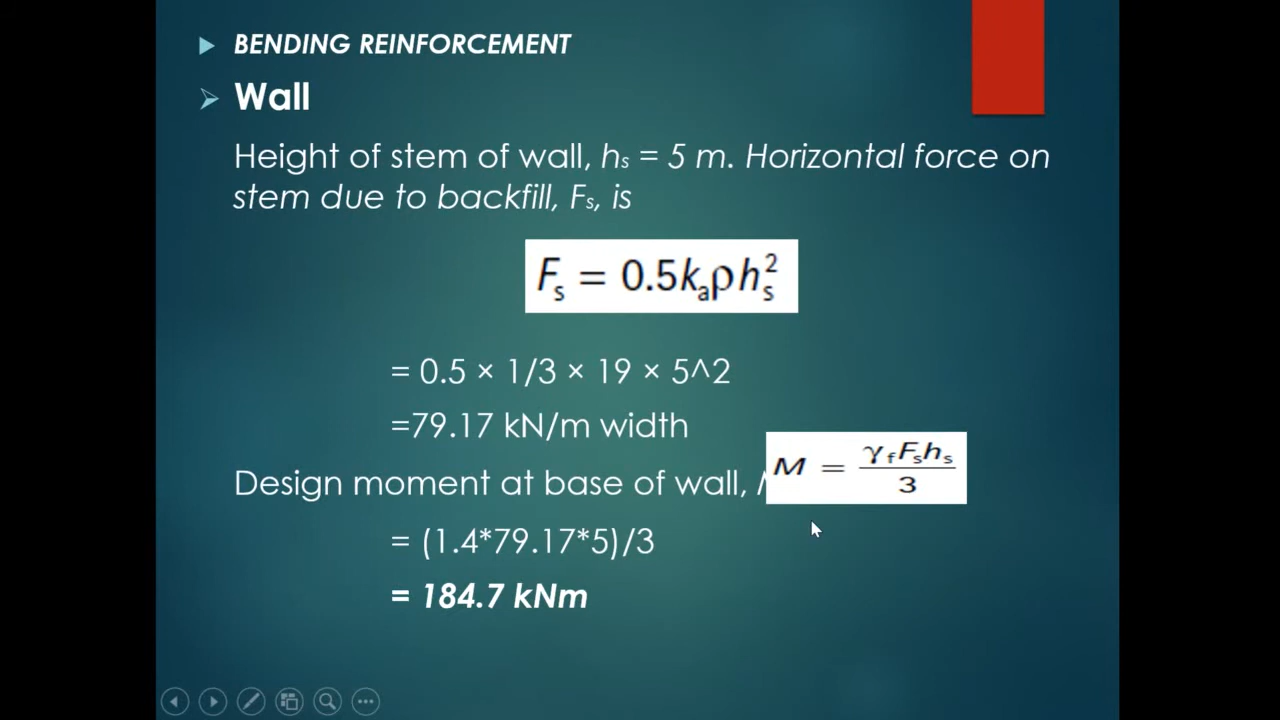 BENDING REINFORCEMENT
Wall
Height of stem of wall, hs = 5 m. Horizontal force on
stem due to backfill, Fs, is
Fs = 0.5kaρhs²
= 0.5 × 1/3 × 19 × 5^2
=79.17 kN/m width
Design moment at base of wall,
M = γfFshs / 3
= (1.4*79.17*5)/3
= 184.7 kNm